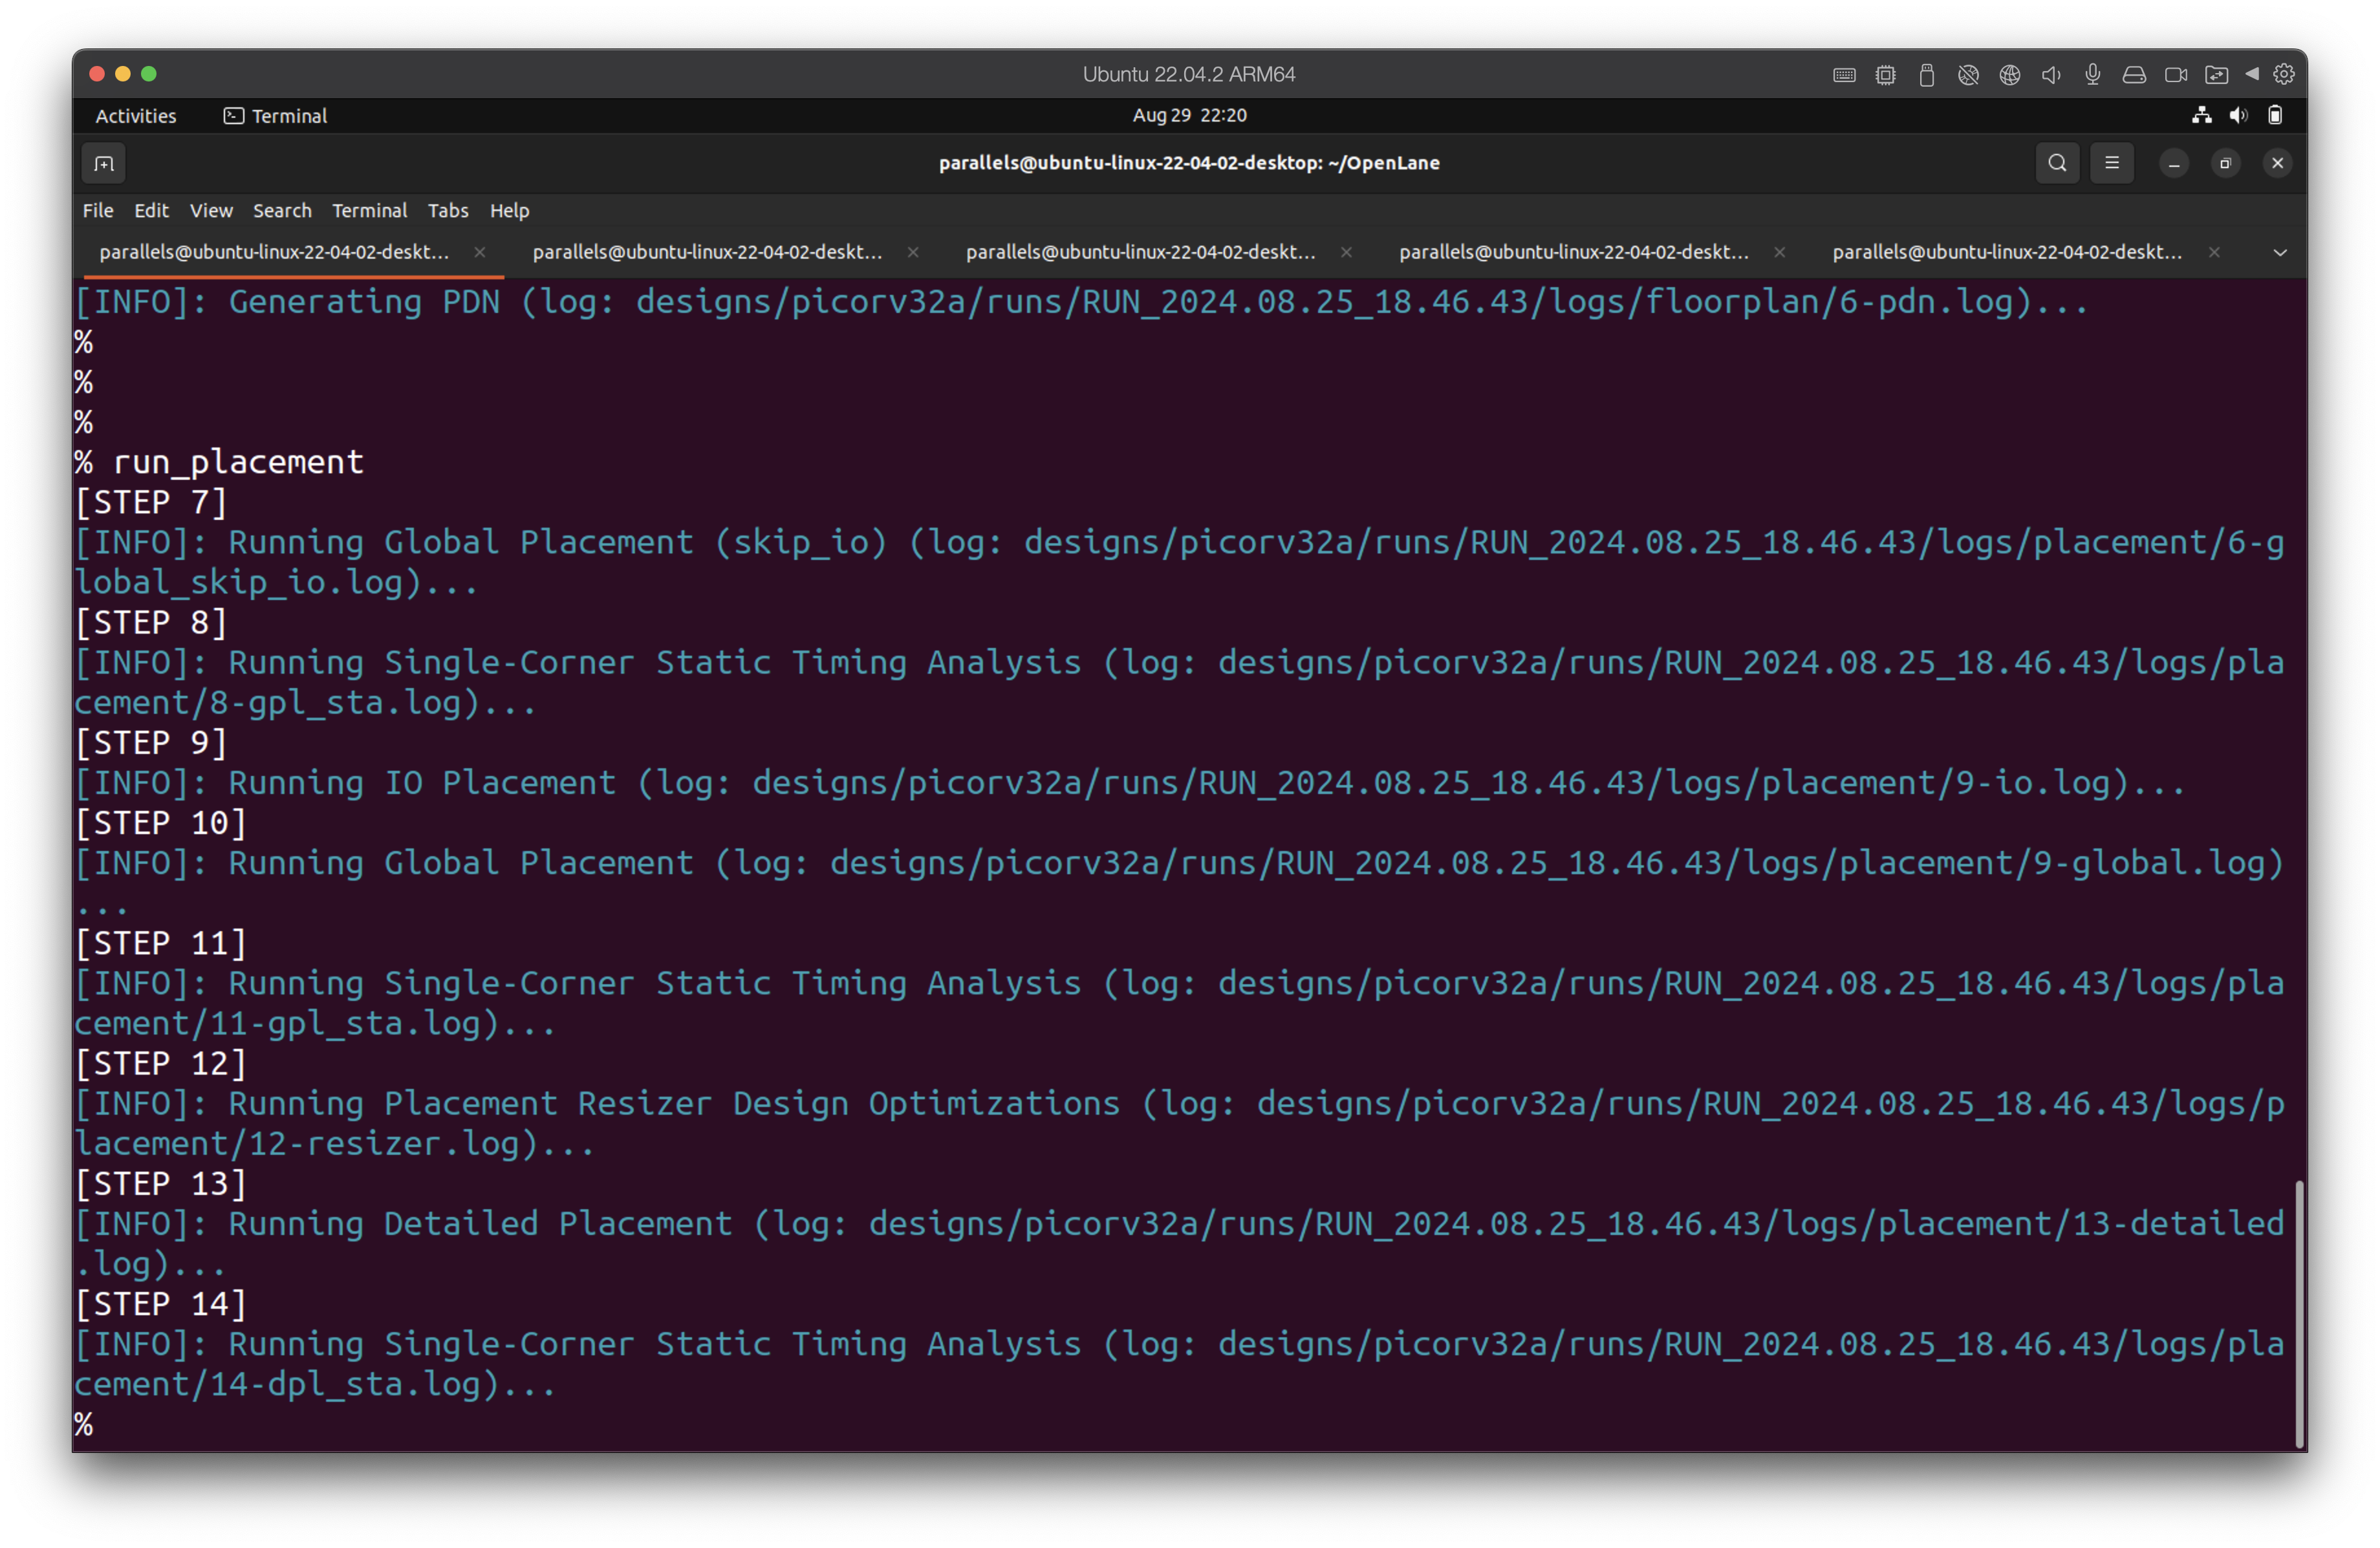 Ubuntu 22.04.2 ARM64
Activities Terminal Aug 29 22:20
parallels@ubuntu-linux-22-04-02-desktop: ~/OpenLane
File Edit View Search Terminal Tabs Help
parallels@ubuntu-linux-22-04-02-deskt... parallels@ubuntu-linux-22-04-02-deskt... parallels@ubuntu-linux-22-04-02-deskt... parallels@ubuntu-linux-22-04-02-deskt... parallels@ubuntu-linux-22-04-02-deskt...
[INFO]: Generating PDN (log: designs/picorv32a/runs/RUN_2024.08.25_18.46.43/logs/floorplan/6-pdn.log)...
%
%
%
% run_placement
[STEP 7]
[INFO]: Running Global Placement (skip_io) (log: designs/picorv32a/runs/RUN_2024.08.25_18.46.43/logs/placement/6-g
lobal_skip_io.log)...
[STEP 8]
[INFO]: Running Single-Corner Static Timing Analysis (log: designs/picorv32a/runs/RUN_2024.08.25_18.46.43/logs/pla
cement/8-gpl_sta.log)...
[STEP 9]
[INFO]: Running IO Placement (log: designs/picorv32a/runs/RUN_2024.08.25_18.46.43/logs/placement/9-io.log)...
[STEP 10]
[INFO]: Running Global Placement (log: designs/picorv32a/runs/RUN_2024.08.25_18.46.43/logs/placement/9-global.log)
...
[STEP 11]
[INFO]: Running Single-Corner Static Timing Analysis (log: designs/picorv32a/runs/RUN_2024.08.25_18.46.43/logs/pla
cement/11-gpl_sta.log)...
[STEP 12]
[INFO]: Running Placement Resizer Design Optimizations (log: designs/picorv32a/runs/RUN_2024.08.25_18.46.43/logs/p
lacement/12-resizer.log)...
[STEP 13]
[INFO]: Running Detailed Placement (log: designs/picorv32a/runs/RUN_2024.08.25_18.46.43/logs/placement/13-detailed
.log)...
[STEP 14]
[INFO]: Running Single-Corner Static Timing Analysis (log: designs/picorv32a/runs/RUN_2024.08.25_18.46.43/logs/pla
cement/14-dpl_sta.log)...
%